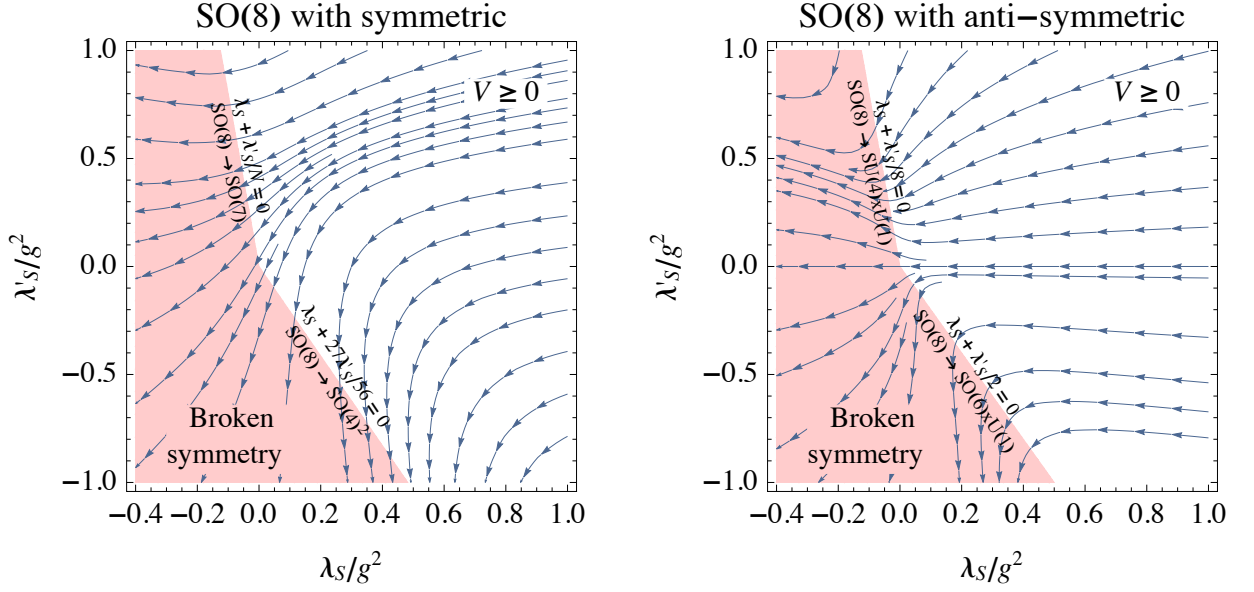 SO(8) with symmetric
λ'S/g²
1.0
0.5
0.0
−0.5
−1.0
V ≥ 0
λS + λ'S/N = 0
SO(8) → SO(7)
λS + 27λ'S/56 = 0
SO(8) → SO(4)²
Broken
symmetry
−0.4 −0.2 0.0 0.2 0.4 0.6 0.8 1.0
λS/g²
SO(8) with anti−symmetric
λ'S/g²
1.0
0.5
0.0
−0.5
−1.0
V ≥ 0
λS + λ'S/8 = 0
SO(8) → SU(4)xU(1)
λS + λ'S/2 = 0
SO(8) → SO(6)xU(1)
Broken
symmetry
−0.4 −0.2 0.0 0.2 0.4 0.6 0.8 1.0
λS/g²